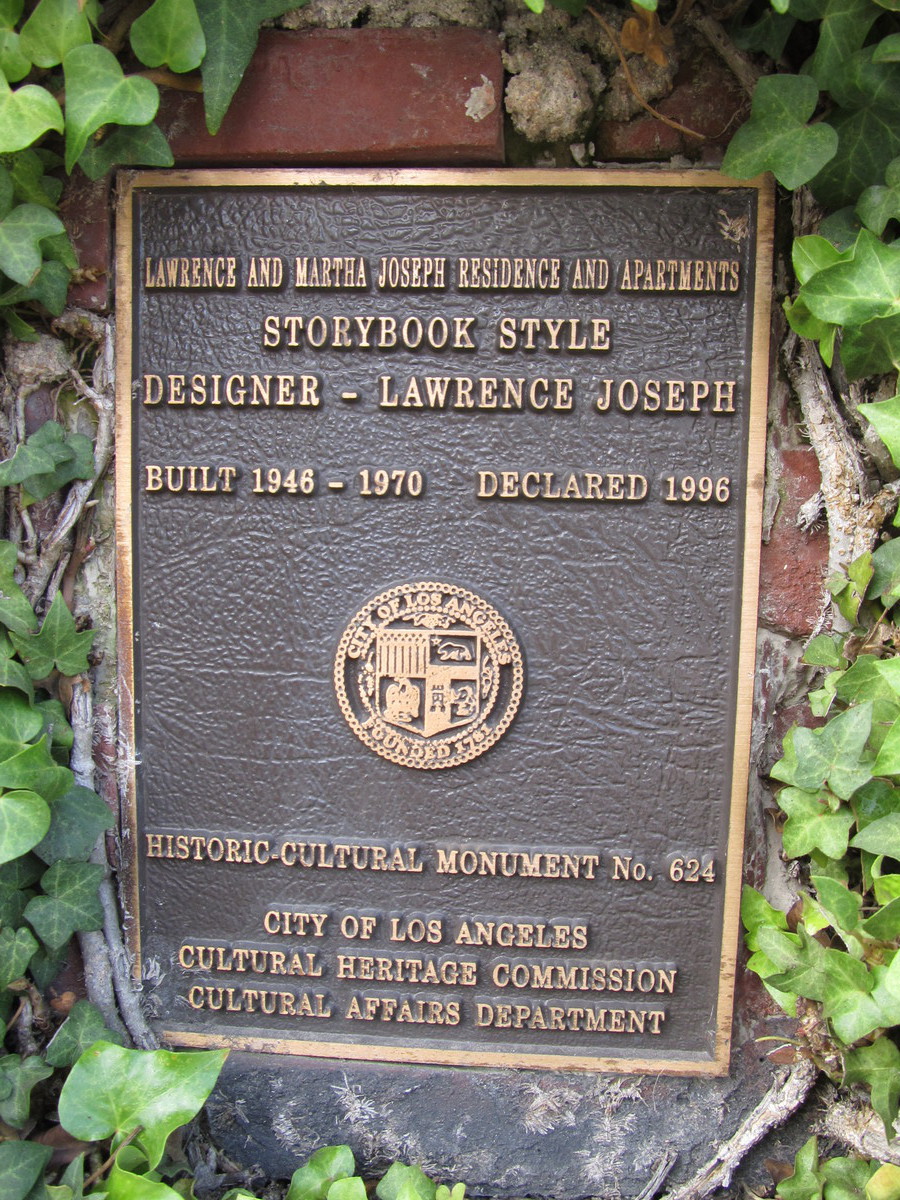 LAWRENCE AND MARTHA JOSEPH RESIDENCE AND APARTMENTS
STORYBOOK STYLE
DESIGNER - LAWRENCE JOSEPH
BUILT 1946 - 1970 DECLARED 1996
CITY OF LOS ANGELES
FOUNDED 1781
HISTORIC-CULTURAL MONUMENT No. 624
CITY OF LOS ANGELES
CULTURAL HERITAGE COMMISSION
CULTURAL AFFAIRS DEPARTMENT